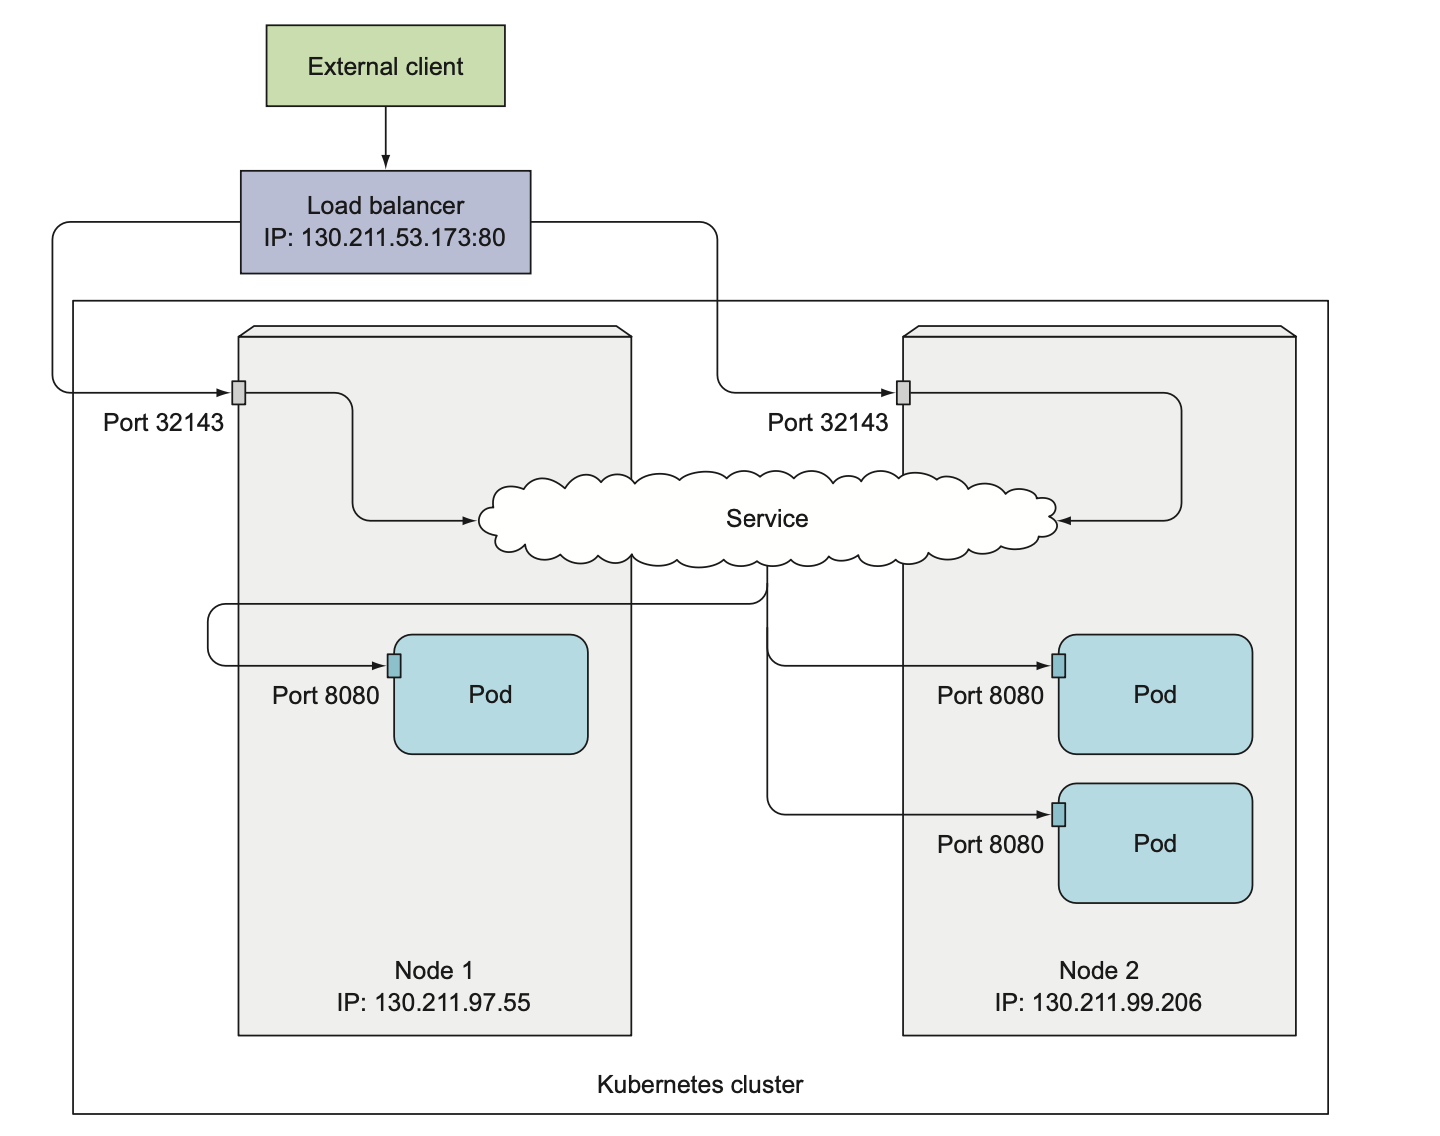 External client
Load balancer
IP: 130.211.53.173:80
Port 32143
Port 32143
Service
Port 8080
Pod
Port 8080
Pod
Port 8080
Pod
Node 1
IP: 130.211.97.55
Node 2
IP: 130.211.99.206
Kubernetes cluster